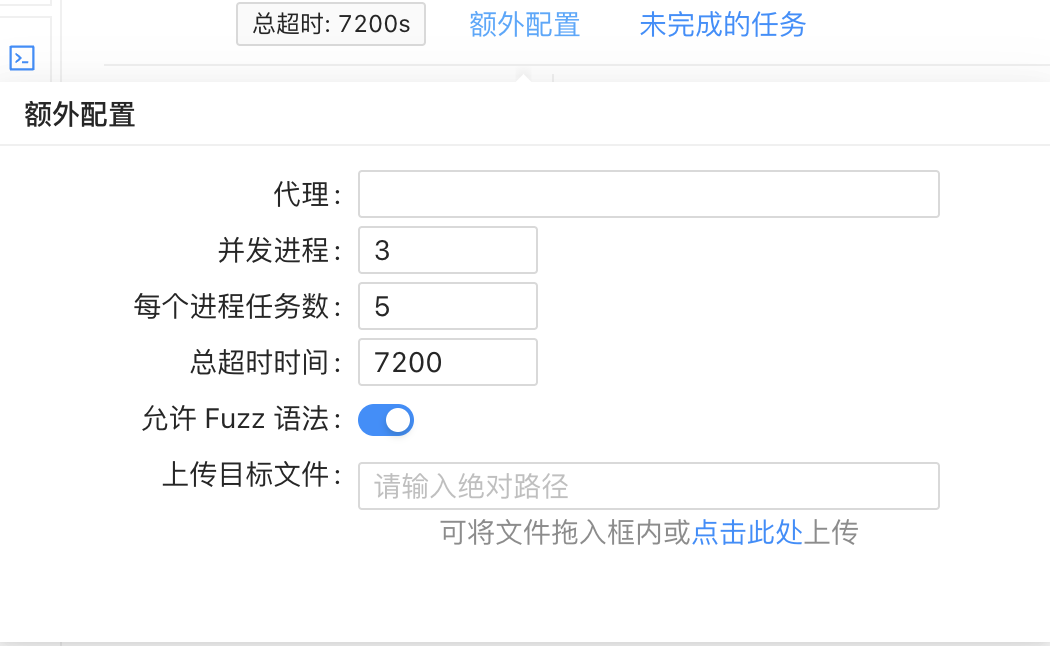 总超时: 7200s 额外配置 未完成的任务
额外配置
代理:
并发进程: 3
每个进程任务数: 5
总超时时间: 7200
允许 Fuzz 语法:
上传目标文件: 请输入绝对路径
可将文件拖入框内或点击此处上传